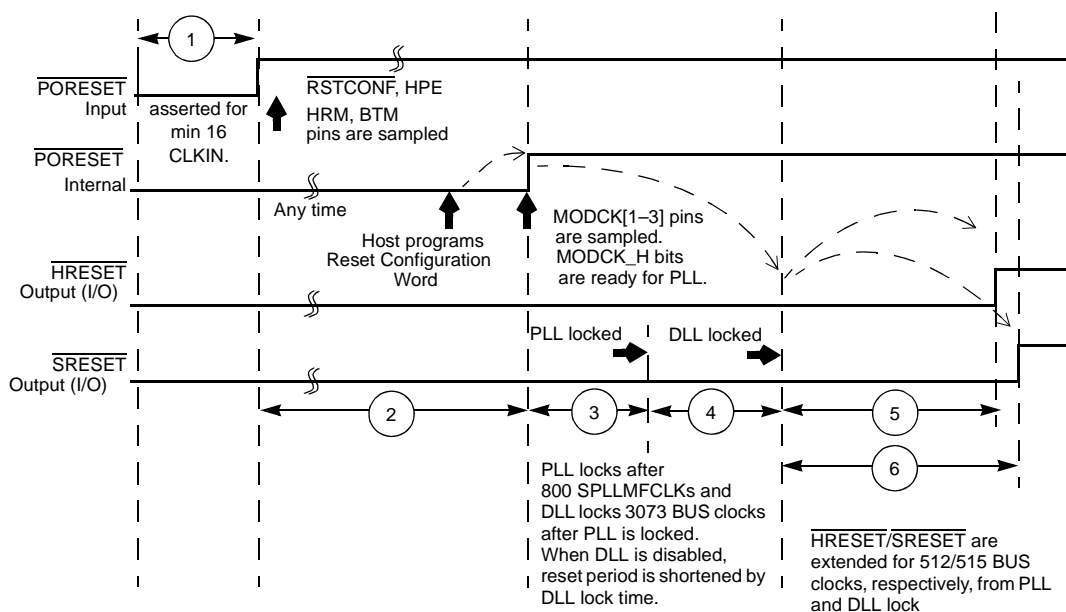 1
PORESET
Input
asserted for
min 16
CLKIN.
RSTCONF, HPE
HRM, BTM
pins are sampled
PORESET
Internal
Any time
Host programs
Reset Configuration
Word
MODCK[1–3] pins
are sampled.
MODCK_H bits
are ready for PLL.
HRESET
Output (I/O)
PLL locked
DLL locked
SRESET
Output (I/O)
2
3
4
5
6
PLL locks after
800 SPLLMFCLKs and
DLL locks 3073 BUS clocks
after PLL is locked.
When DLL is disabled,
reset period is shortened by
DLL lock time.
HRESET/SRESET are
extended for 512/515 BUS
clocks, respectively, from PLL
and DLL lock